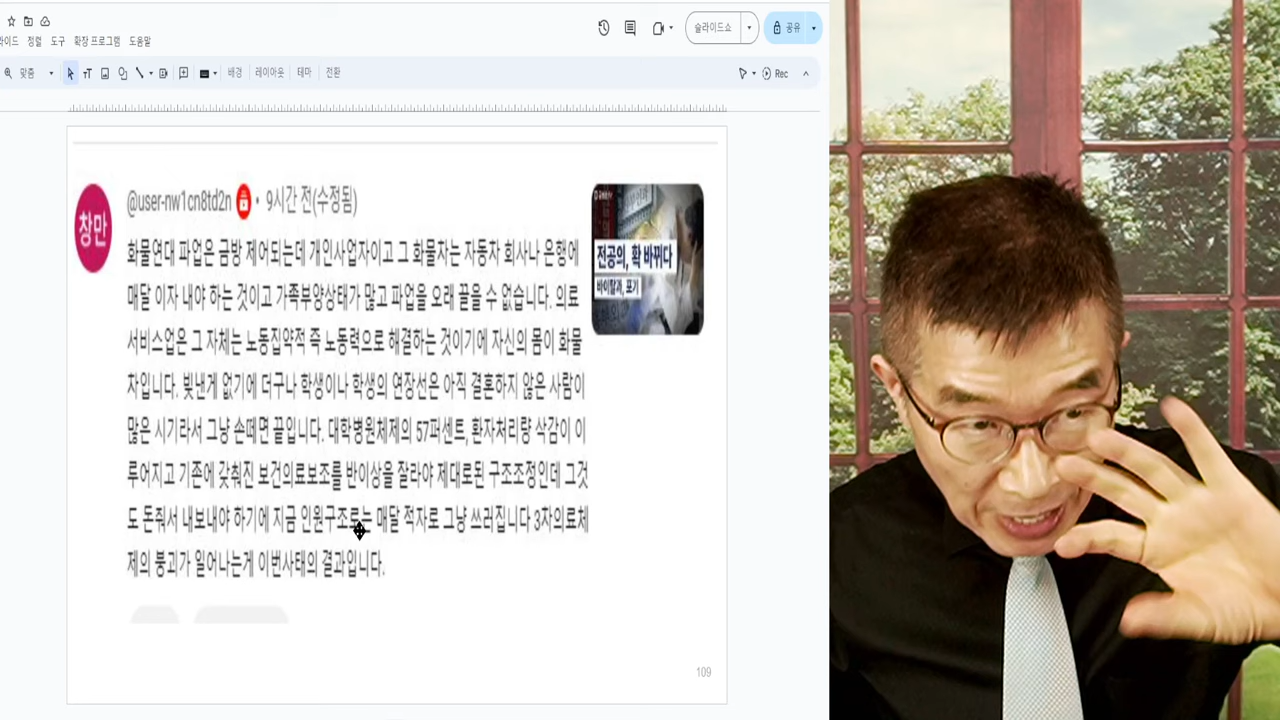 라이드 정렬 도구 확장 프로그램 도움말
슬라이드쇼
공유
맞춤
배경 레이아웃 테마 전환
Rec
창만
@user-nw1cn8td2n · 9시간 전(수정됨)
화물연대 파업은 금방 제어되는데 개인사업자이고 그 화물차는 자동차 회사나 은행에
매달 이자 내야 하는 것이고 가족부양상태가 많고 파업을 오래 끌을 수 없습니다. 의료
서비스업은 그 자체는 노동집약적 즉 노동력으로 해결하는 것이기에 자신의 몸이 화물
차입니다. 빚낸게 없기에 더구나 학생이나 학생의 연장선은 아직 결혼하지 않은 사람이
많은 시기라서 그냥 손떼면 끝입니다. 대학병원체제의 57퍼센트, 환자처리량 삭감이 이
루어지고 기존에 갖춰진 보건의료보조를 반이상을 잘라야 제대로된 구조조정인데 그것
도 돈줘서 내보내야 하기에 지금 인원구조로는 매달 적자로 그냥 쓰러집니다 3차의료체
제의 붕괴가 일어나는게 이번사태의 결과입니다.
전공의, 확 바뀌다
바이탈과, 포기
109